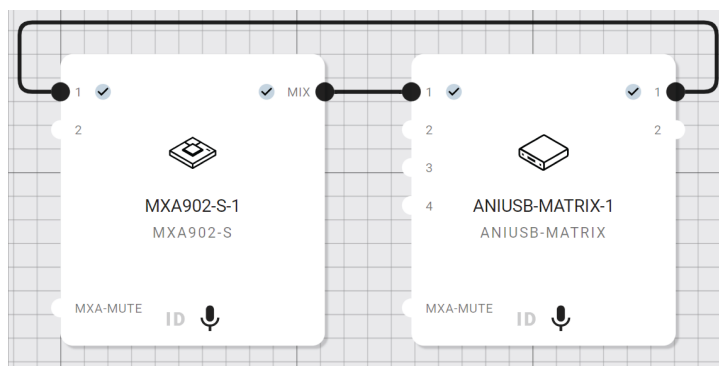 1
MIX
2
MXA902-S-1
MXA902-S
MXA-MUTE
ID
1
1
2
2
3
4
ANIUSB-MATRIX-1
ANIUSB-MATRIX
MXA-MUTE
ID